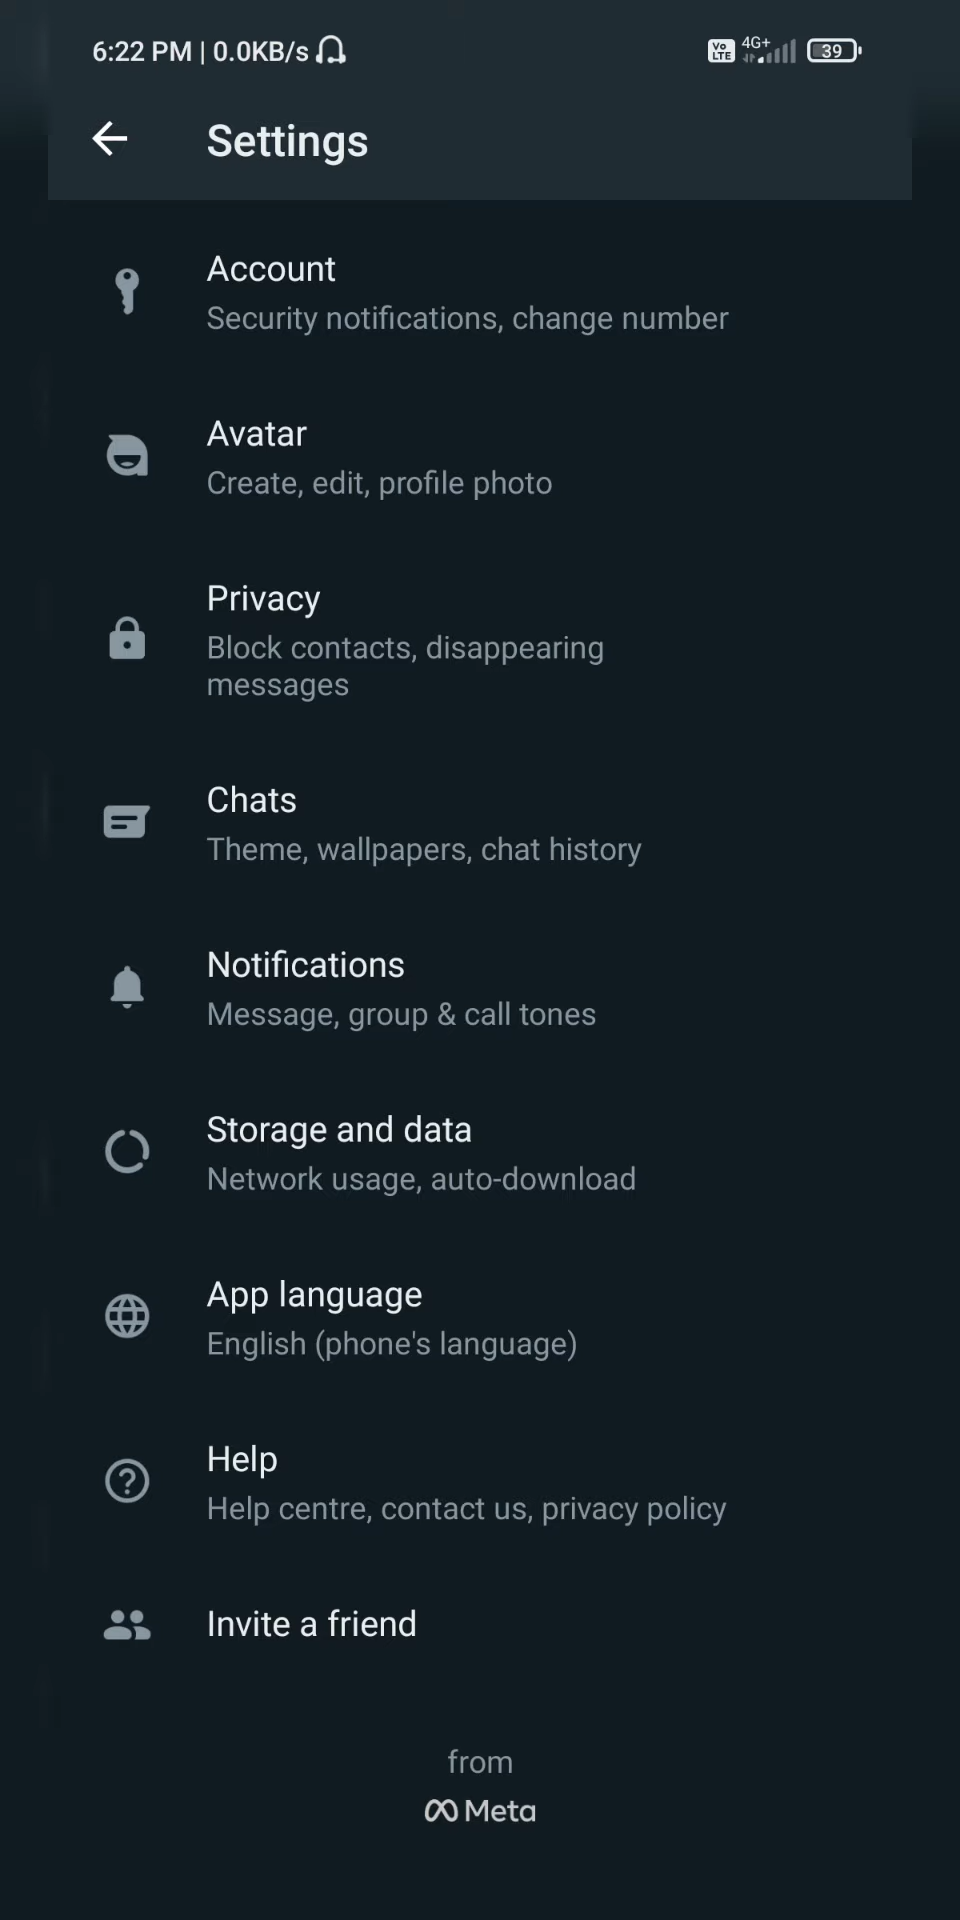 6:22 PM | 0.0KB/s Vo LTE 4G+ 39
Settings
Account
Security notifications, change number
Avatar
Create, edit, profile photo
Privacy
Block contacts, disappearing
messages
Chats
Theme, wallpapers, chat history
Notifications
Message, group & call tones
Storage and data
Network usage, auto-download
App language
English (phone's language)
Help
Help centre, contact us, privacy policy
Invite a friend
from
Meta